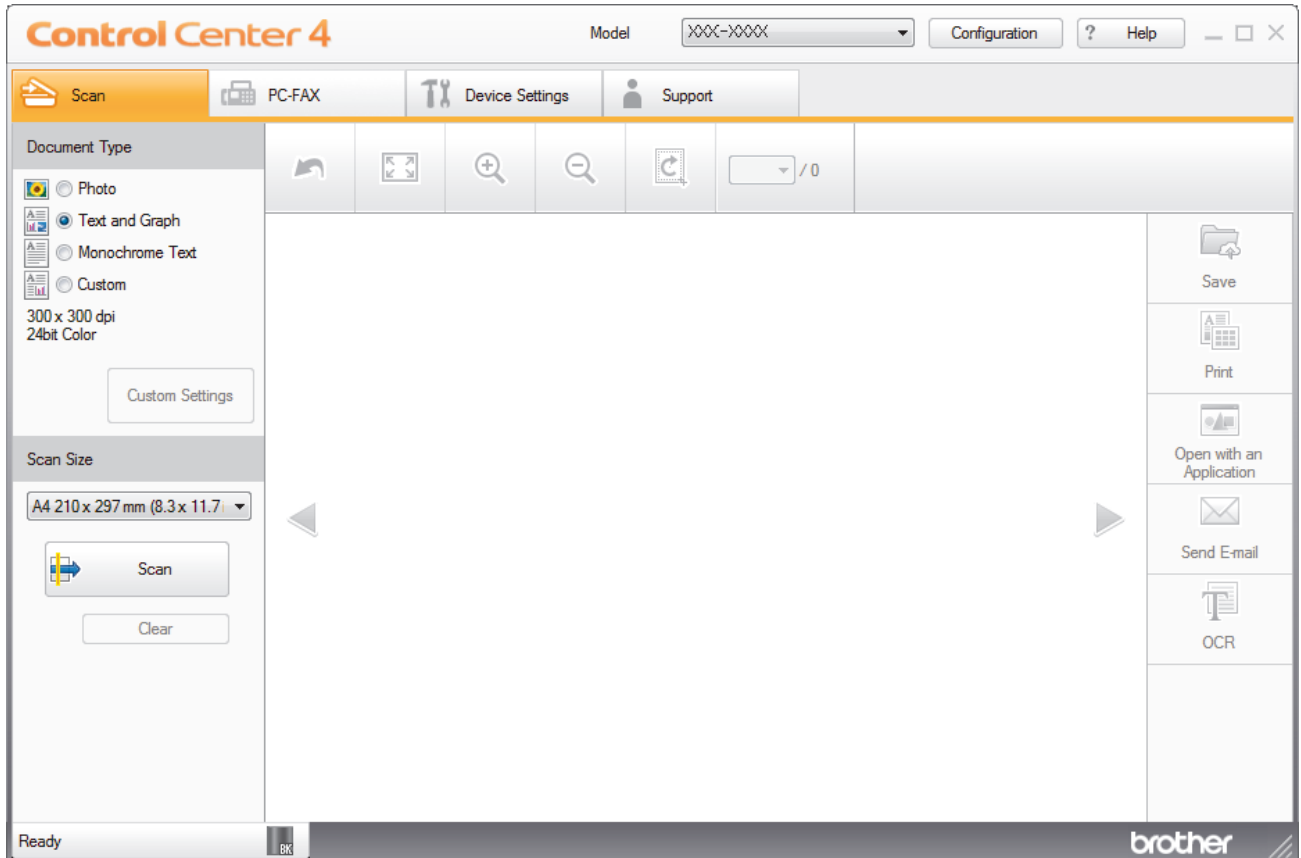 Control Center 4
Model
XXX-XXXX
Configuration
? Help
Scan
PC-FAX
Device Settings
Support
Document Type
Photo
Text and Graph
Monochrome Text
Custom
300 x 300 dpi
24bit Color
Custom Settings
Scan Size
A4 210 x 297 mm (8.3 x 11.7
Scan
Clear
/ 0
Save
Print
Open with an
Application
Send E-mail
OCR
Ready
BK
brother